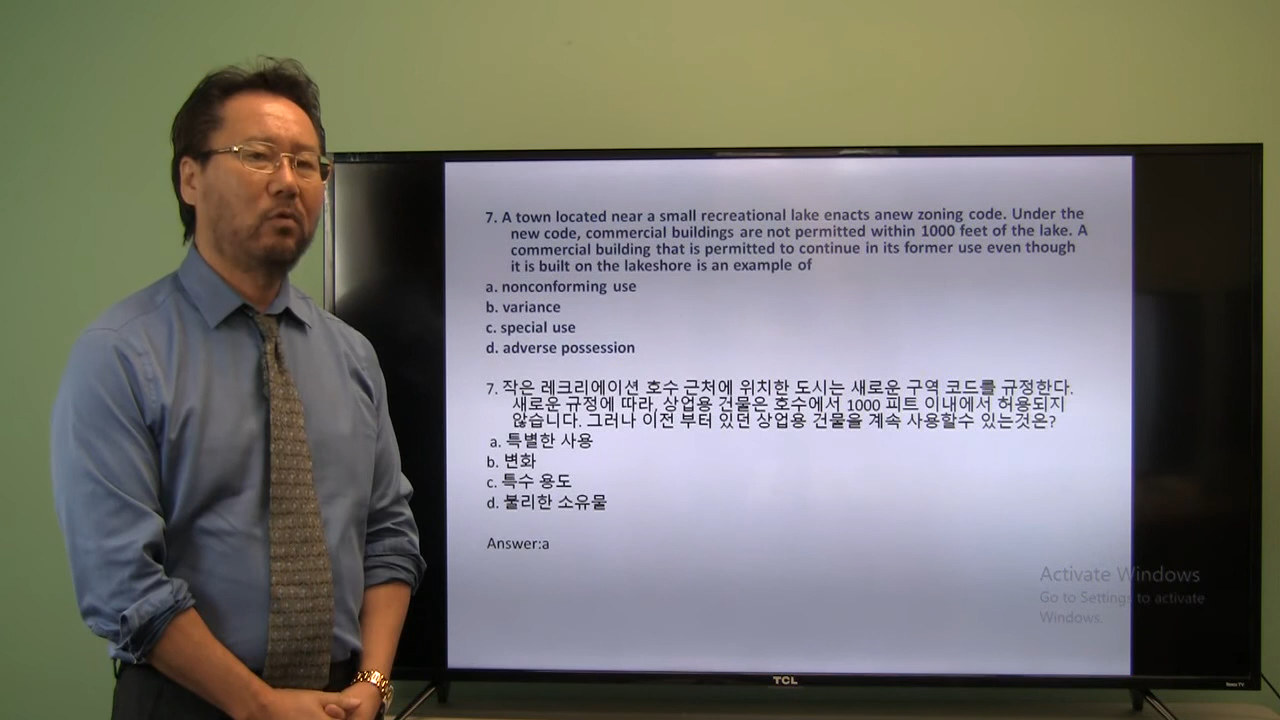 7. A town located near a small recreational lake enacts anew zoning code. Under the
new code, commercial buildings are not permitted within 1000 feet of the lake. A
commercial building that is permitted to continue in its former use even though
it is built on the lakeshore is an example of
a. nonconforming use
b. variance
c. special use
d. adverse possession
7. 작은 레크리에이션 호수 근처에 위치한 도시는 새로운 구역 코드를 규정한다.
새로운 규정에 따라, 상업용 건물은 호수에서 1000 피트 이내에서 허용되지
않습니다. 그러나 이전 부터 있던 상업용 건물을 계속 사용할수 있는것은?
a. 특별한 사용
b. 변화
c. 특수 용도
d. 불리한 소유물
Answer:a
Activate Windows
Go to Settings to activate
Windows.
TCL
Roku TV